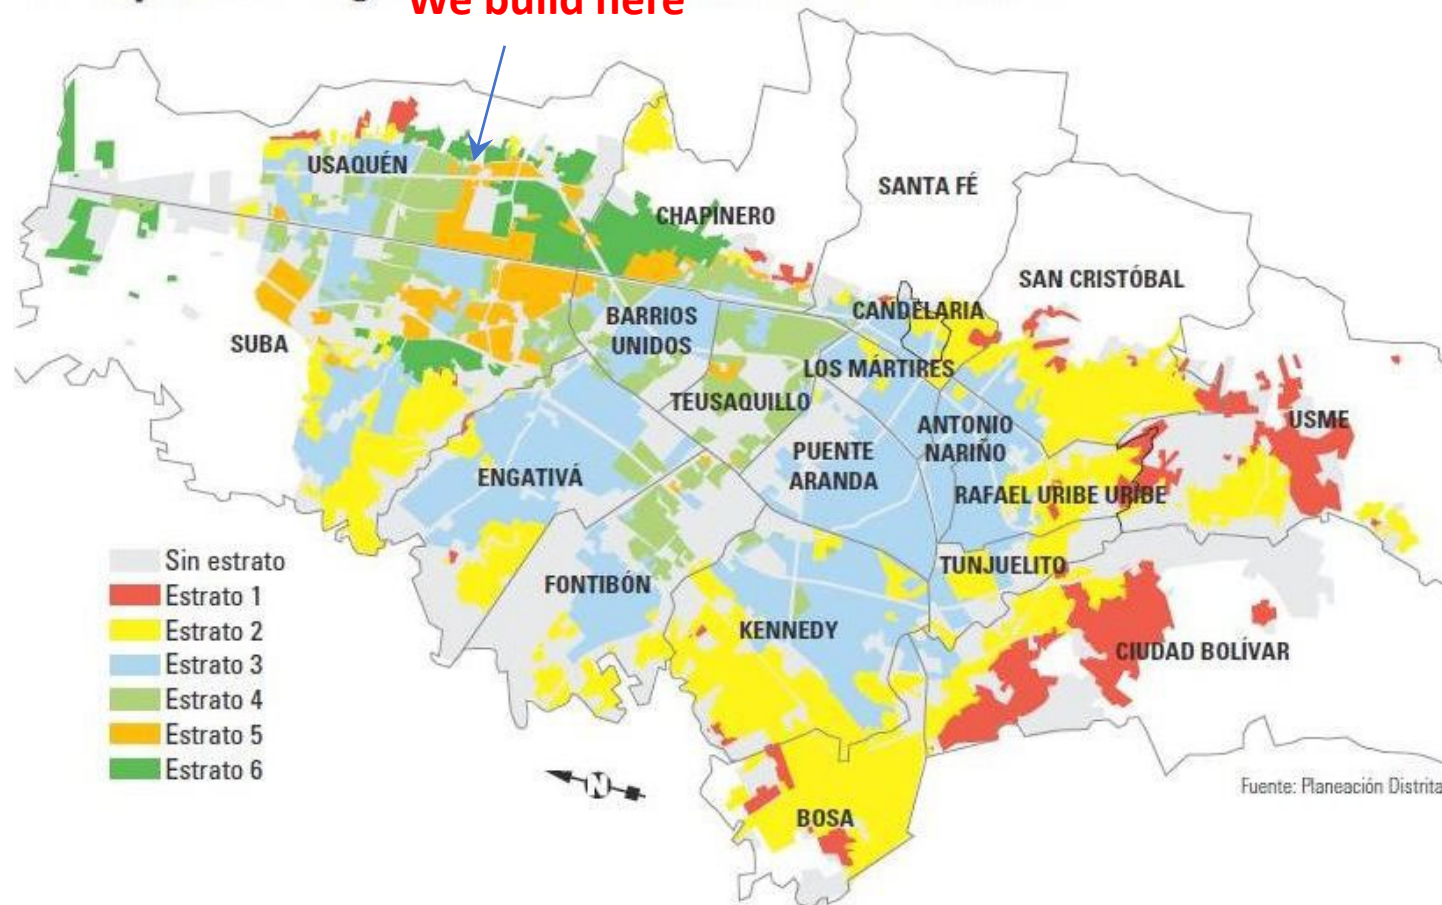 We build here
USAQUÉN
SANTA FÉ
CHAPINERO
SAN CRISTÓBAL
CANDELARIA
BARRIOS
UNIDOS
SUBA
LOS MÁRTIRES
TEUSAQUILLO
ANTONIO
NARIÑO
USME
PUENTE
ARANDA
ENGATIVÁ
RAFAEL URIBE URIBE
TUNJUELITO
FONTIBÓN
KENNEDY
CIUDAD BOLÍVAR
Sin estrato
Estrato 1
Estrato 2
Estrato 3
Estrato 4
Estrato 5
Estrato 6
N
Fuente: Planeación Distrita
BOSA